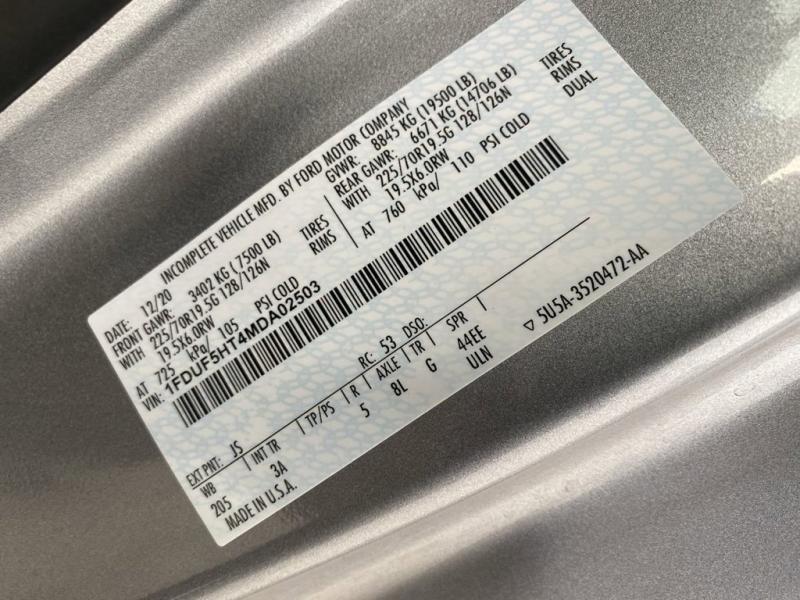 INCOMPLETE VEHICLE MFD. BY FORD MOTOR COMPANY
DATE: 12/20 GVWR: 8845 KG (19500 LB)
FRONT GAWR: 3402 KG (7500 LB) REAR GAWR: 6671 KG (14706 LB)
WITH 225/70R19.5G 128/126N TIRES WITH 225/70R19.5G 128/126N TIRES
19.5X6.0RW RIMS 19.5X6.0RW RIMS
AT 725 kPa/ 105 PSI COLD AT 760 kPa/ 110 PSI COLD DUAL
VIN: 1FDUF5HT4MDA02503
EXT PNT: JS RC: 53 DSO:
WB INT TR TP/PS R AXLE TR SPR
205 3A 5 8L G 44EE
ULN
MADE IN U.S.A. ▽ 5U5A-3520472-AA